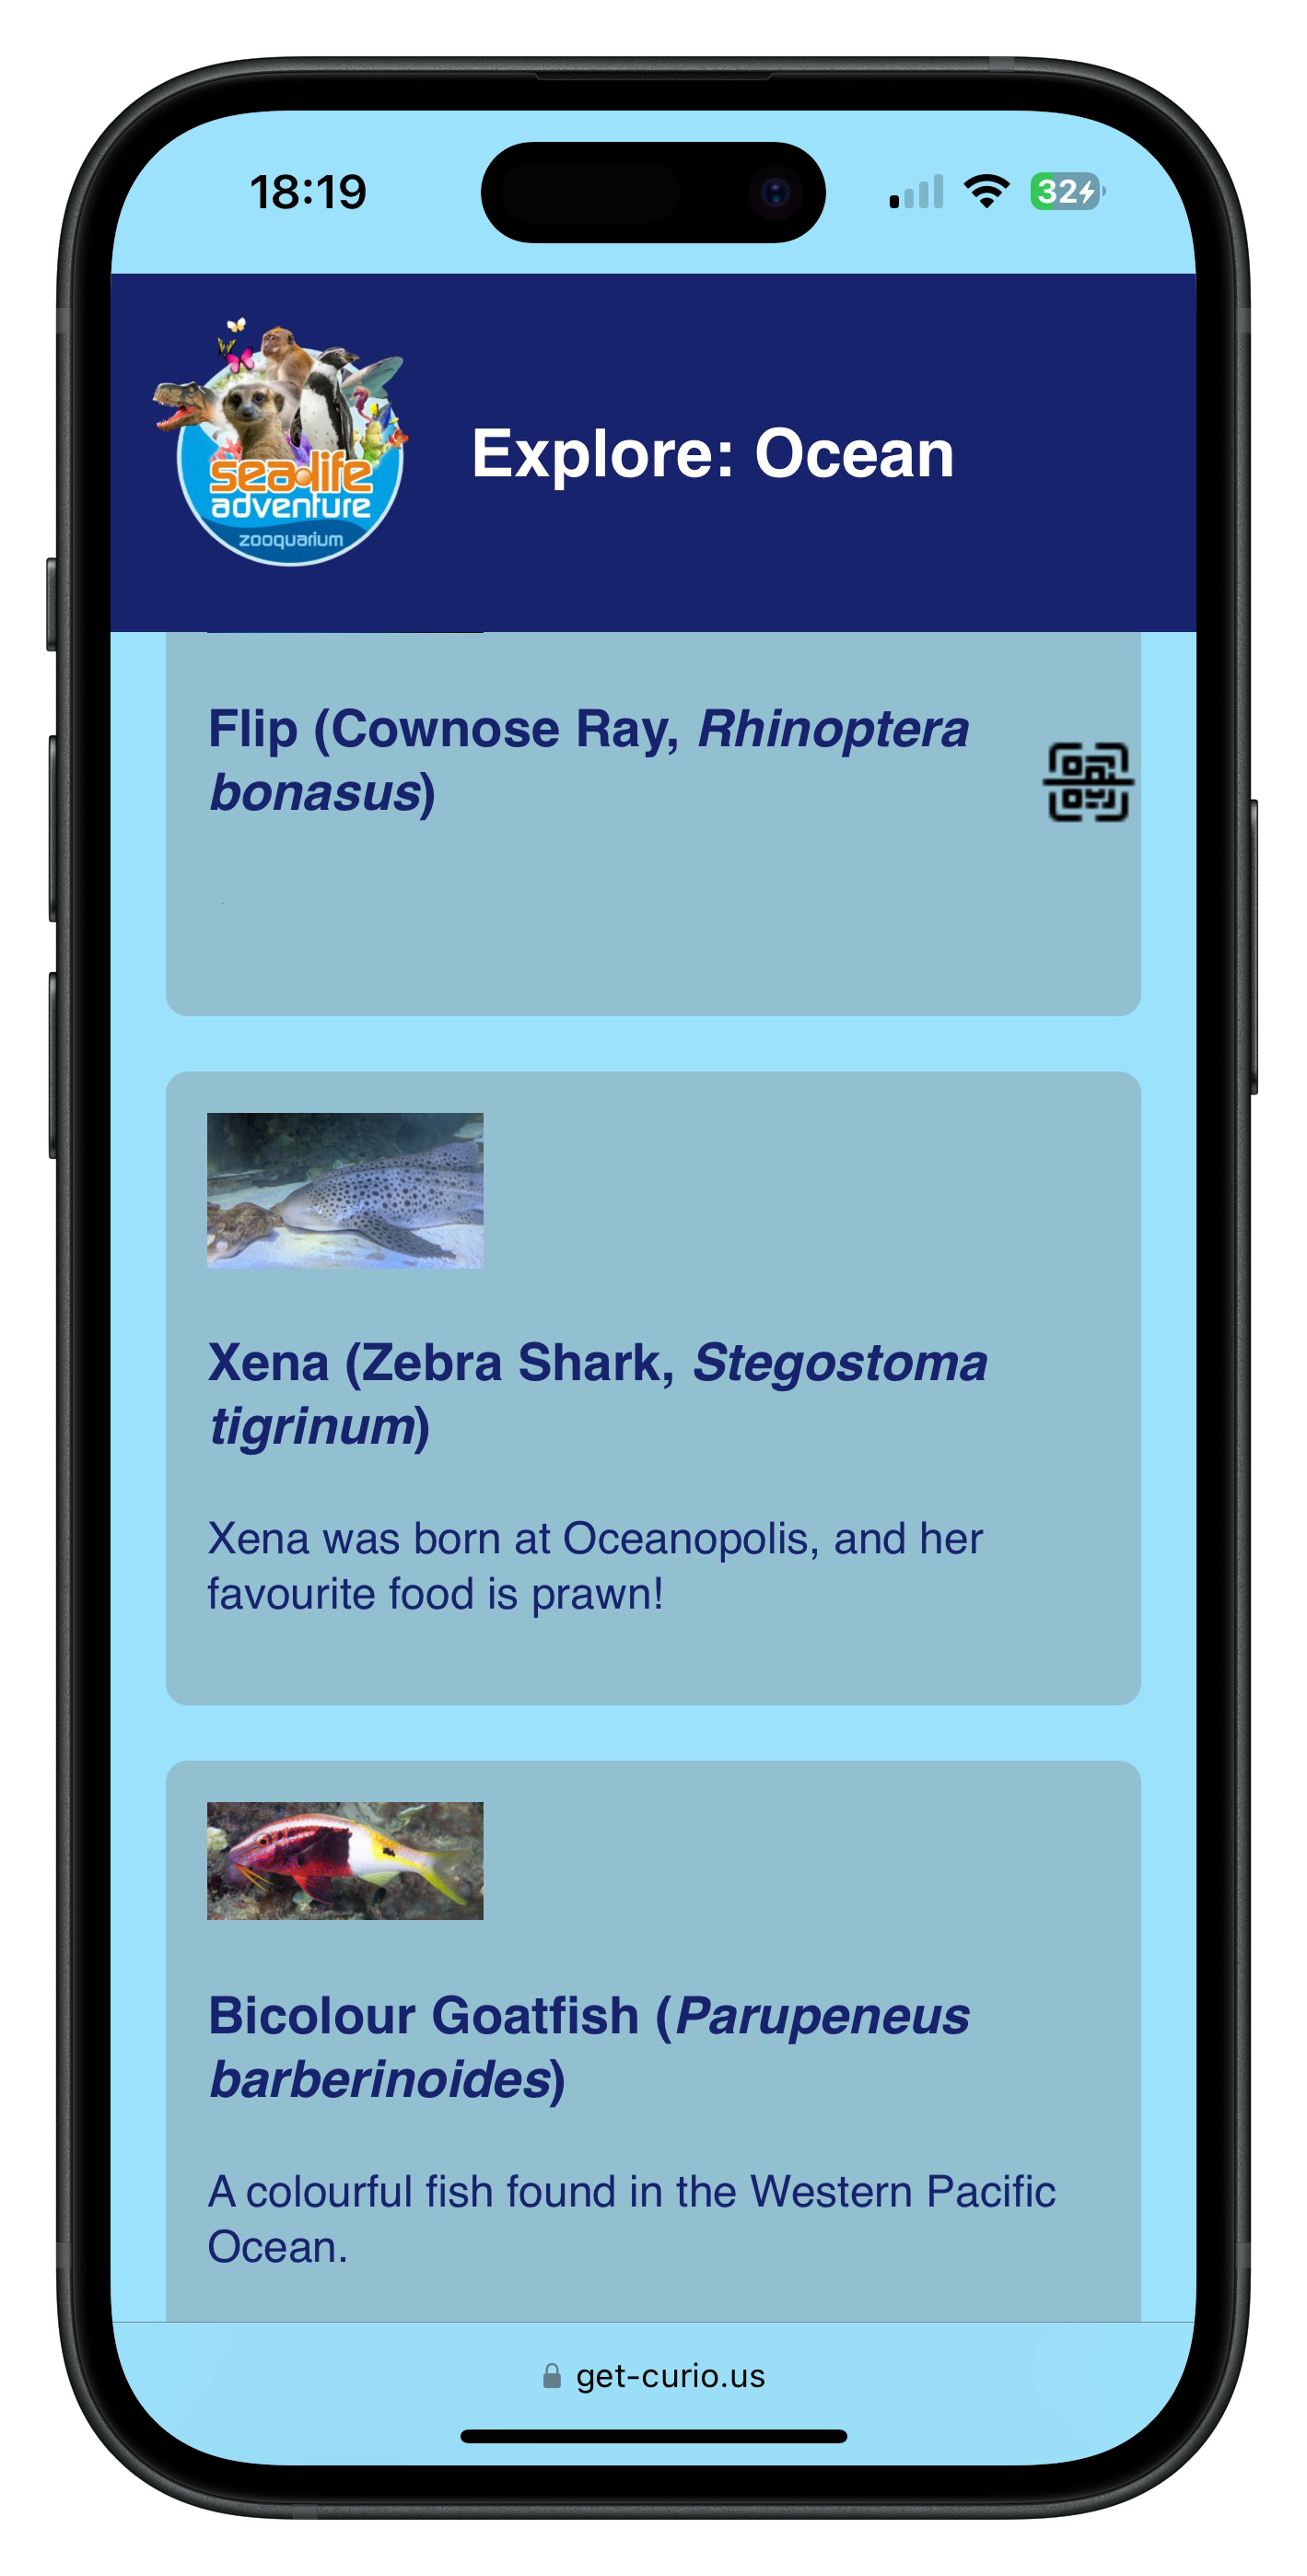 18:19
32
sea life
adventure
zooquarium
Explore: Ocean
Flip (Cownose Ray, Rhinoptera
bonasus)
Xena (Zebra Shark, Stegostoma
tigrinum)
Xena was born at Oceanopolis, and her
favourite food is prawn!
Bicolour Goatfish (Parupeneus
barberinoides)
A colourful fish found in the Western Pacific
Ocean.
get-curio.us